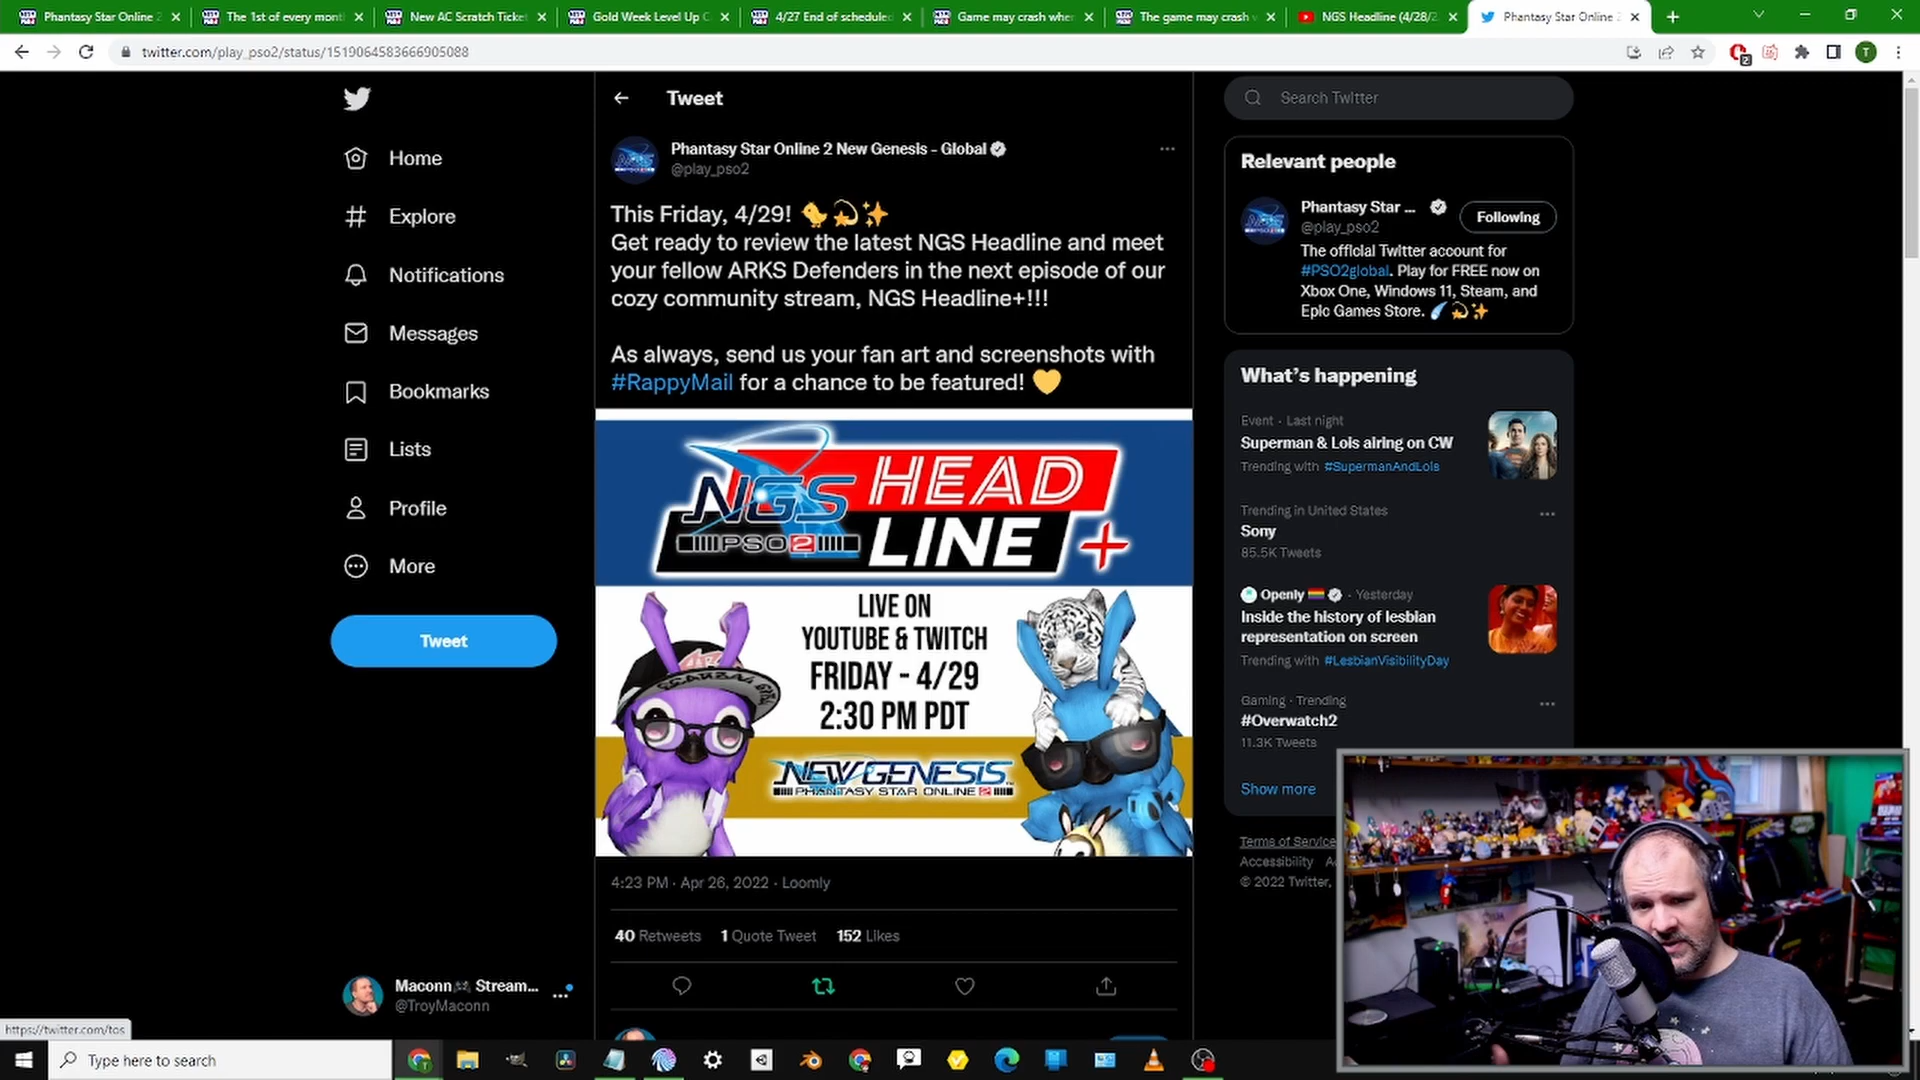 Phantasy Star Online 2
The 1st of every mont
New AC Scratch Ticket
Gold Week Level Up C
4/27 End of scheduled
Game may crash when
The game may crash
NGS Headline (4/28/2
Phantasy Star Online 2
twitter.com/play_pso2/status/1519064583666905088
2
T
Home
Explore
Notifications
Messages
Bookmarks
Lists
Profile
More
Tweet
Maconn🎮 Stream...
@TroyMaconn
https://twitter.com/tos
Tweet
Phantasy Star Online 2 New Genesis - Global
@play_pso2
This Friday, 4/29! 🐤💫✨
Get ready to review the latest NGS Headline and meet
your fellow ARKS Defenders in the next episode of our
cozy community stream, NGS Headline+!!!
As always, send us your fan art and screenshots with
#RappyMail for a chance to be featured! 💛
NGS HEAD
PSO2 LINE +
LIVE ON
YOUTUBE & TWITCH
FRIDAY - 4/29
2:30 PM PDT
NEW GENESIS
PHANTASY STAR ONLINE 2
4:23 PM · Apr 26, 2022 · Loomly
40 Retweets 1 Quote Tweet 152 Likes
Search Twitter
Relevant people
Phantasy Star ...
@play_pso2
Following
The official Twitter account for
#PSO2global. Play for FREE now on
Xbox One, Windows 11, Steam, and
Epic Games Store. ☄️💫✨
What's happening
Event · Last night
Superman & Lois airing on CW
Trending with #SupermanAndLois
Trending in United States
Sony
85.5K Tweets
Openly 🏳️‍🌈 · Yesterday
Inside the history of lesbian
representation on screen
Trending with #LesbianVisibilityDay
Gaming · Trending
#Overwatch2
11.3K Tweets
Show more
Terms of Service
Accessibility
© 2022 Twitter,
Type here to search